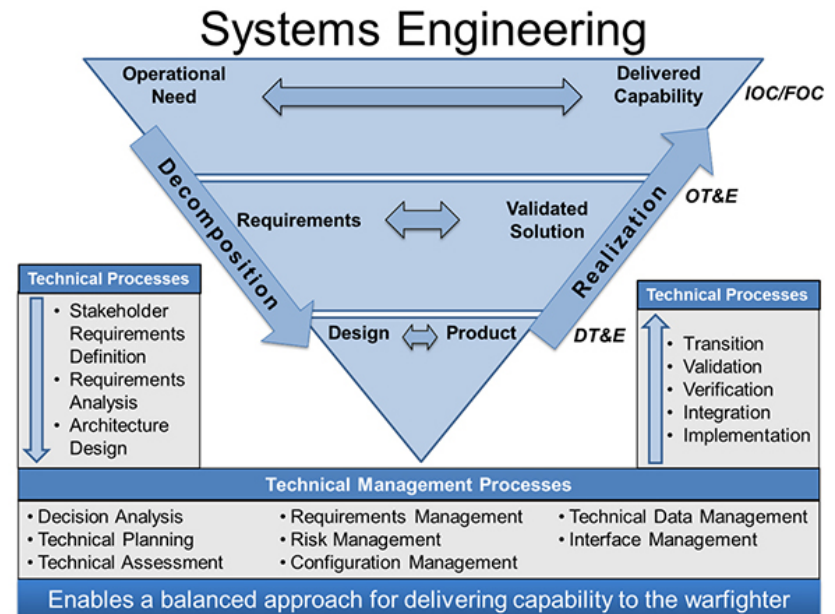 Systems Engineering
Operational
Need
Delivered
Capability
IOC/FOC
Decomposition
Realization
OT&E
Requirements
Validated
Solution
Design
Product
DT&E
Technical Processes
• Stakeholder
Requirements
Definition
• Requirements
Analysis
• Architecture
Design
Technical Processes
• Transition
• Validation
• Verification
• Integration
• Implementation
Technical Management Processes
• Decision Analysis
• Technical Planning
• Technical Assessment
• Requirements Management
• Risk Management
• Configuration Management
• Technical Data Management
• Interface Management
Enables a balanced approach for delivering capability to the warfighter